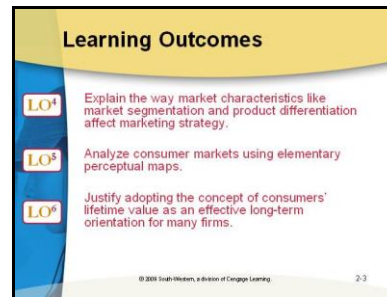 Learning Outcomes
LO⁴
Explain the way market characteristics like
market segmentation and product differentiation
affect marketing strategy.
LO⁵
Analyze consumer markets using elementary
perceptual maps.
LO⁶
Justify adopting the concept of consumers'
lifetime value as an effective long-term
orientation for many firms.
© 2009 South-Western, a division of Cengage Learning.
2-3